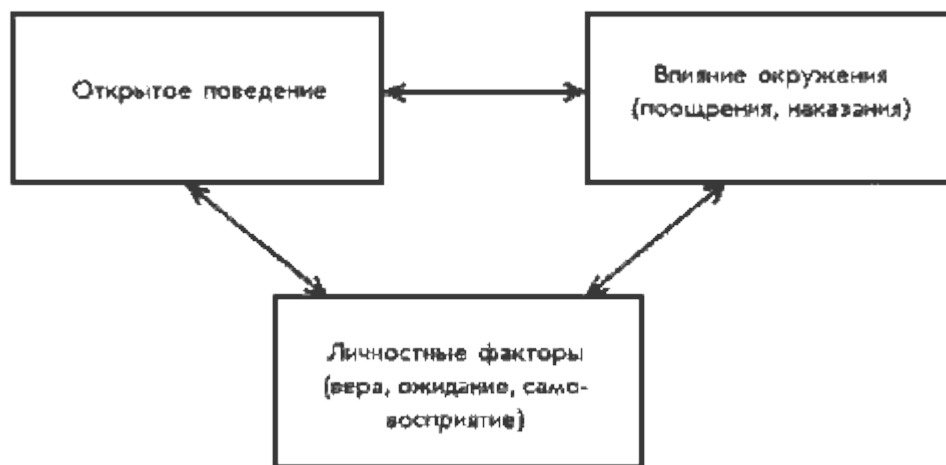 Открытое поведение
Влияние окружения
(поощрения, наказания)
Личностные факторы
(вера, ожидание, само-
восприятие)